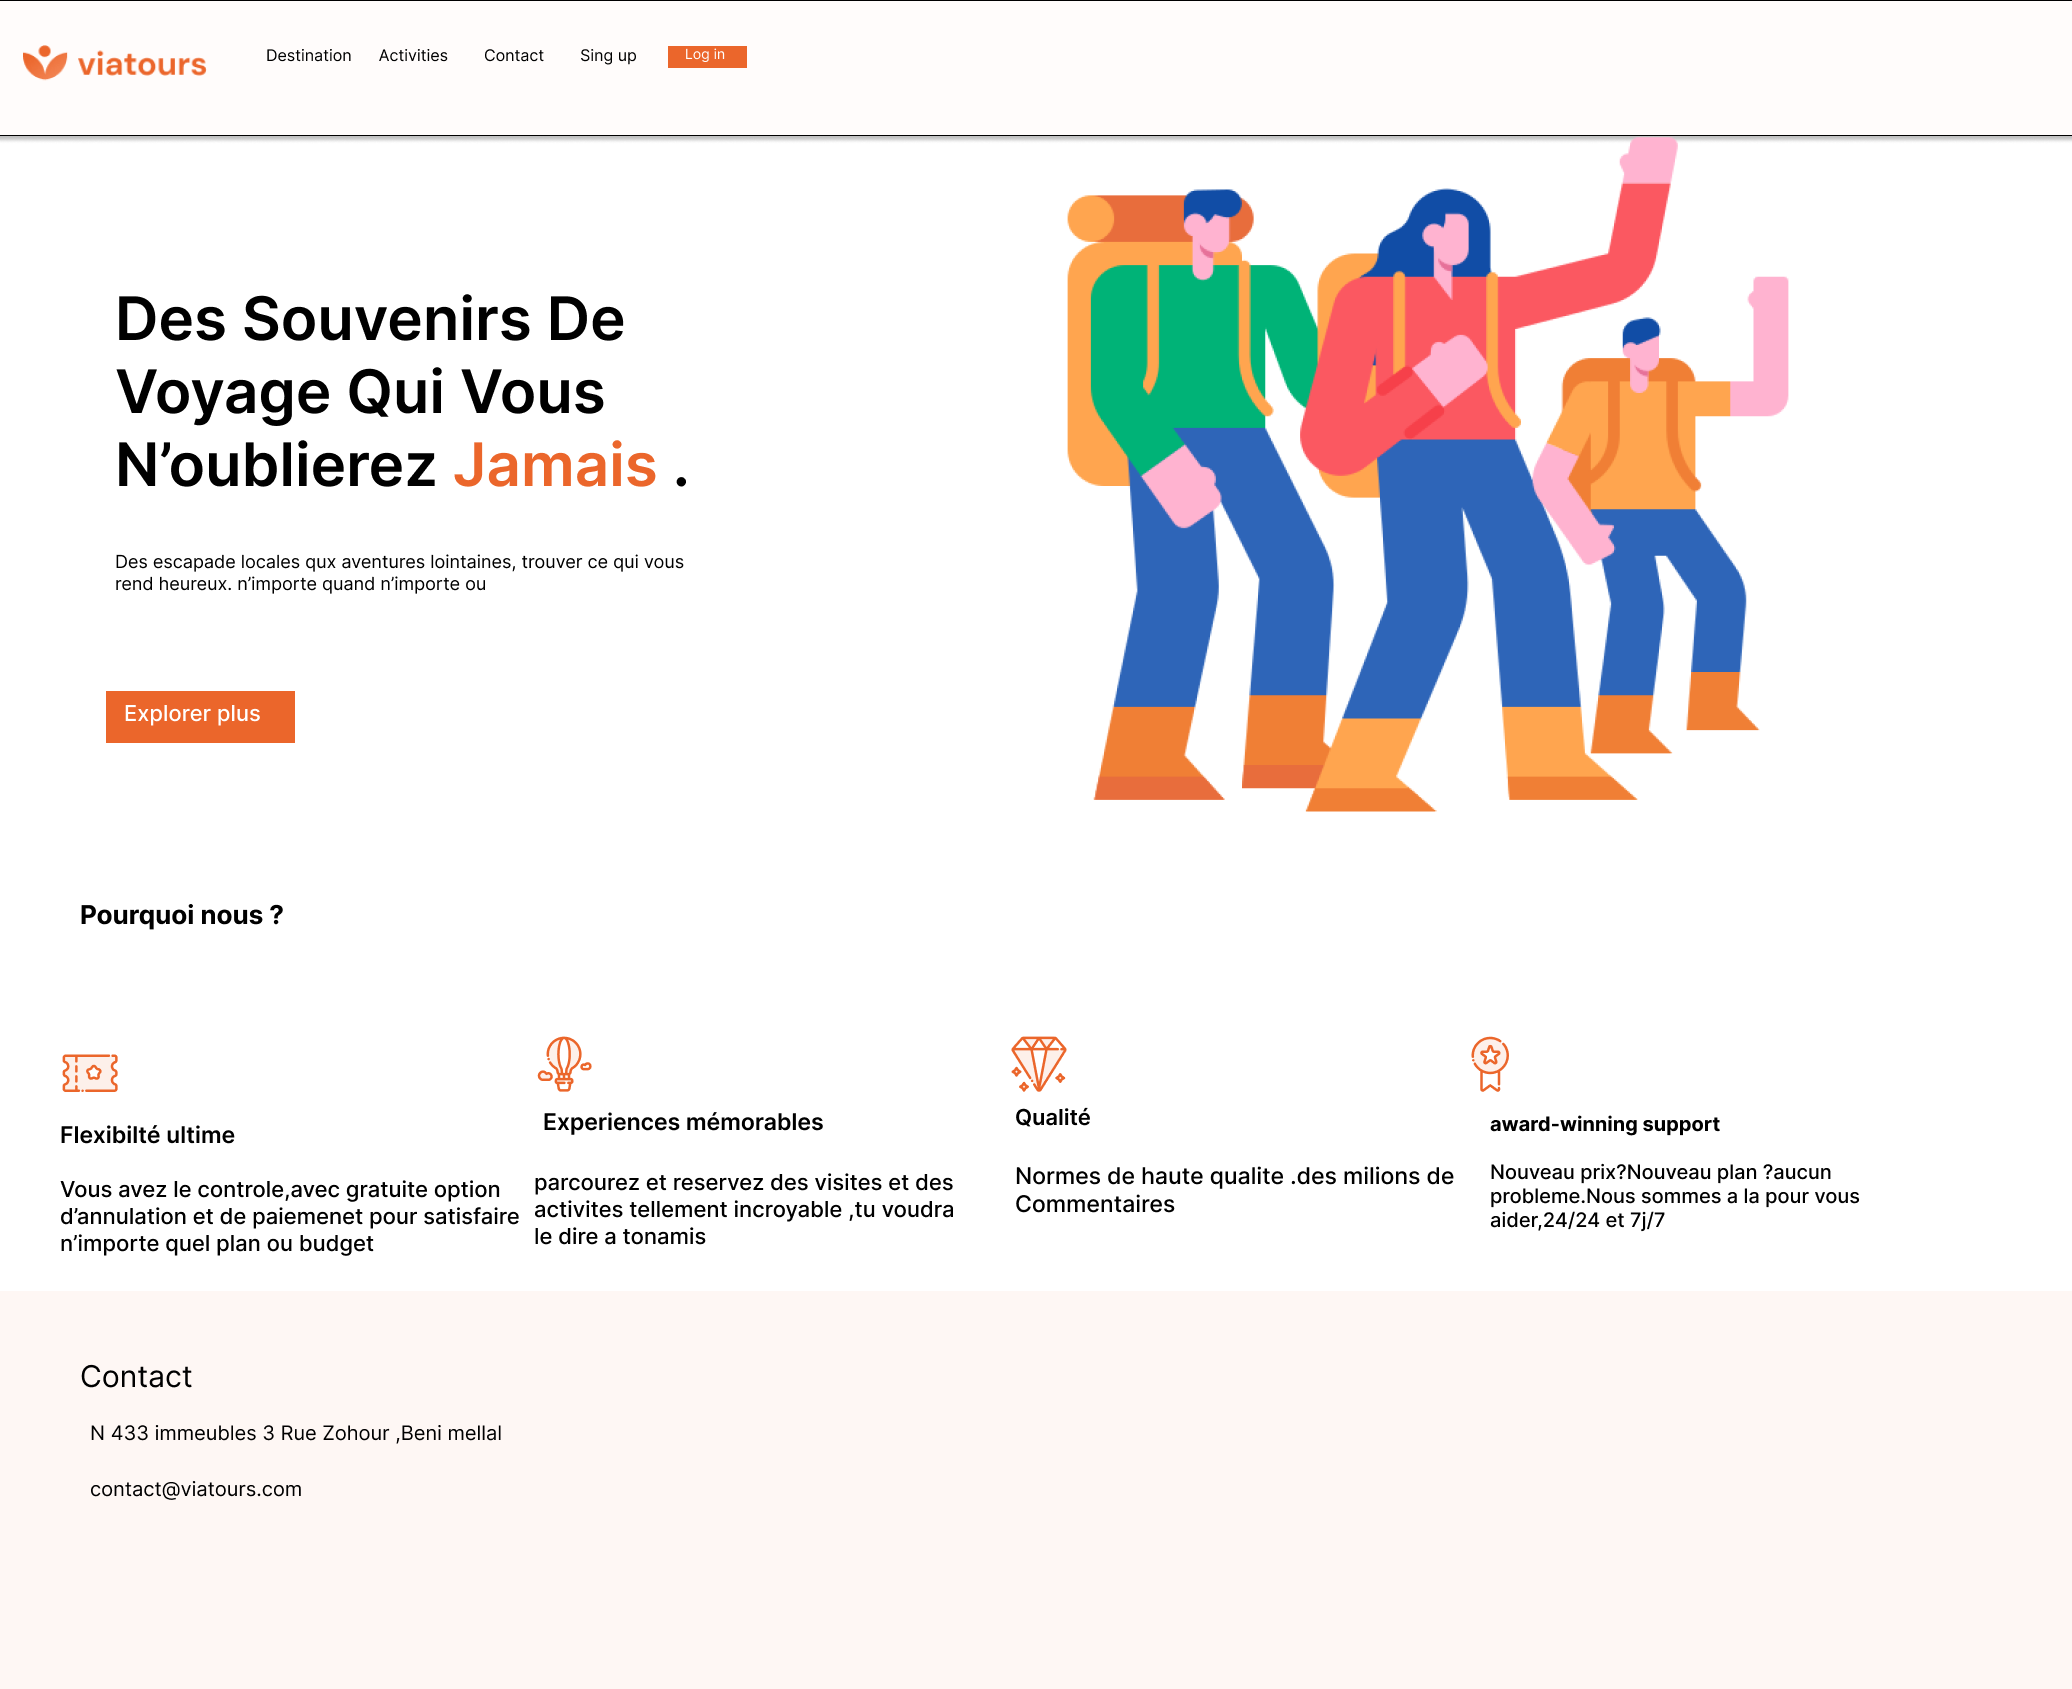 viatours
Destination
Activities
Contact
Sing up
Log in
Des Souvenirs De
Voyage Qui Vous
N’oublierez Jamais .
Des escapade locales qux aventures lointaines, trouver ce qui vous
rend heureux. n’importe quand n’importe ou
Explorer plus
Pourquoi nous ?
Flexibilté ultime
Vous avez le controle,avec gratuite option
d’annulation et de paiemenet pour satisfaire
n’importe quel plan ou budget
Experiences mémorables
parcourez et reservez des visites et des
activites tellement incroyable ,tu voudra
le dire a tonamis
Qualité
Normes de haute qualite .des milions de
Commentaires
award-winning support
Nouveau prix?Nouveau plan ?aucun
probleme.Nous sommes a la pour vous
aider,24/24 et 7j/7
Contact
N 433 immeubles 3 Rue Zohour ,Beni mellal
contact@viatours.com